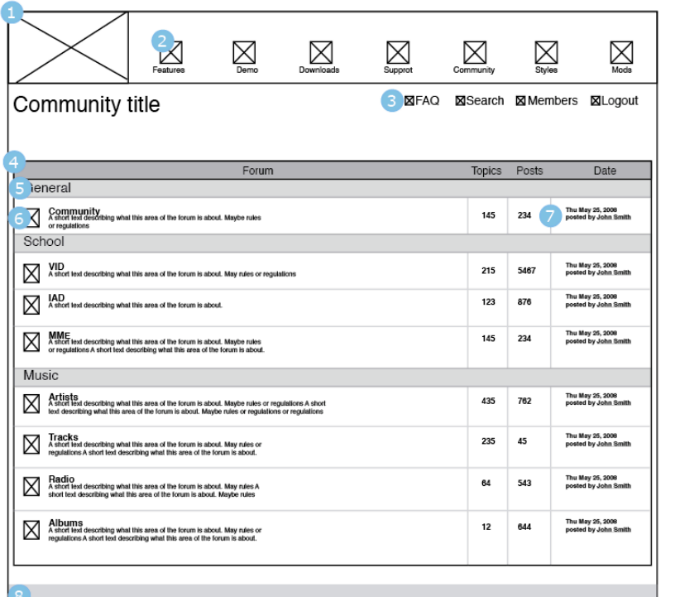 1
2
Features Demo Downloads Supprot Community Styles Mods
Community title
3 FAQ Search Members Logout
4
Forum Topics Posts Date
5 General
6 Community 145 234 7 Thu May 25, 2008
A short text describing what this area of the forum is about. Maybe rules posted by John Smith
or regulations
School
VID 215 5467 Thu May 25, 2008
A short text describing what this area of the forum is about. May rules or regulations posted by John Smith
IAD 123 876 Thu May 25, 2008
A short text describing what this area of the forum is about. posted by John Smith
MME 145 234 Thu May 25, 2008
A short text describing what this area of the forum is about. Maybe rules posted by John Smith
or regulations A short text describing what this area of the forum is about.
Music
Artists 435 762 Thu May 25, 2008
A short text describing what this area of the forum is about. Maybe rules or regulations A short posted by John Smith
text describing what this area of the forum is about. Maybe rules or regulations or regulations
Tracks 235 45 Thu May 25, 2008
A short text describing what this area of the forum is about. May rules or posted by John Smith
regulations A short text describing what this area of the forum is about.
Radio 64 543 Thu May 25, 2008
A short text describing what this area of the forum is about. May rules A posted by John Smith
short text describing what this area of the forum is about. Maybe rules
Albums 12 644 Thu May 25, 2008
A short text describing what this area of the forum is about. May rules or posted by John Smith
regulations A short text describing what this area of the forum is about.
8